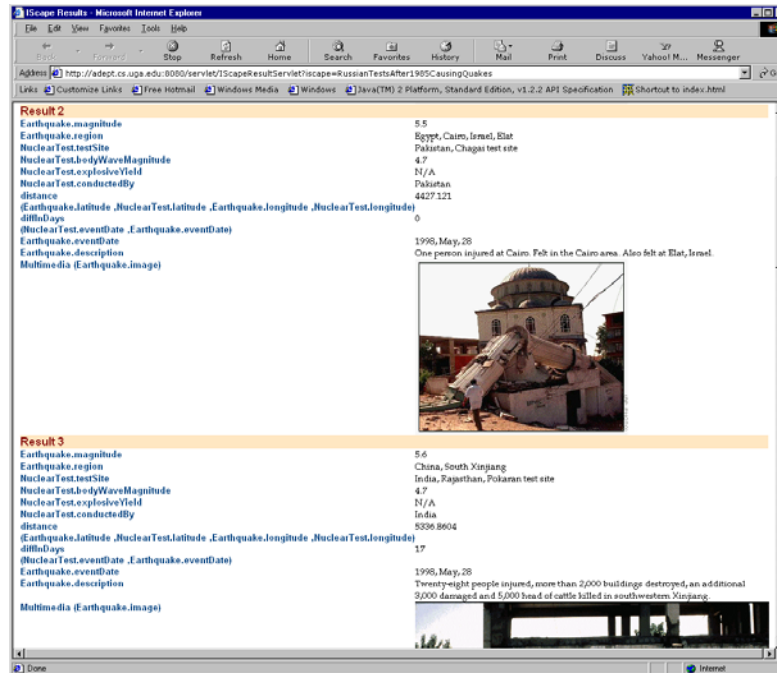 IScape Results - Microsoft Internet Explorer
File Edit View Favorites Tools Help
Back Forward Stop Refresh Home Search Favorites History Mail Print Discuss Yahoo! M... Messenger
Address http://adept.cs.uga.edu:8080/servlet/IScapeResultServlet?iscape=RussianTestsAfter1985CausingQuakes
Links Customize Links Free Hotmail Windows Media Windows Java(TM) 2 Platform, Standard Edition, v1.2.2 API Specification Shortcut to index.html
Result 2
Earthquake.magnitude 5.5
Earthquake.region Egypt, Cairo, Israel, Elat
NuclearTest.testSite Pakistan, Chagai test site
NuclearTest.bodyWaveMagnitude 4.7
NuclearTest.explosiveYield N/A
NuclearTest.conductedBy Pakistan
distance 4427.121
(Earthquake.latitude ,NuclearTest.latitude ,Earthquake.longitude ,NuclearTest.longitude)
diffInDays 0
(NuclearTest.eventDate ,Earthquake.eventDate)
Earthquake.eventDate 1998, May, 28
Earthquake.description One person injured at Cairo. Felt in the Cairo area. Also felt at Elat, Israel.
Multimedia (Earthquake.image)
Result 3
Earthquake.magnitude 5.6
Earthquake.region China, South Xinjiang
NuclearTest.testSite India, Rajasthan, Pokaran test site
NuclearTest.bodyWaveMagnitude 4.7
NuclearTest.explosiveYield N/A
NuclearTest.conductedBy India
distance 5336.8604
(Earthquake.latitude ,NuclearTest.latitude ,Earthquake.longitude ,NuclearTest.longitude)
diffInDays 17
(NuclearTest.eventDate ,Earthquake.eventDate)
Earthquake.eventDate 1998, May, 28
Earthquake.description Twenty-eight people injured, more than 2,000 buildings destroyed, an additional
3,000 damaged and 5,000 head of cattle killed in southwestern Xinjiang.
Multimedia (Earthquake.image)
Done Internet